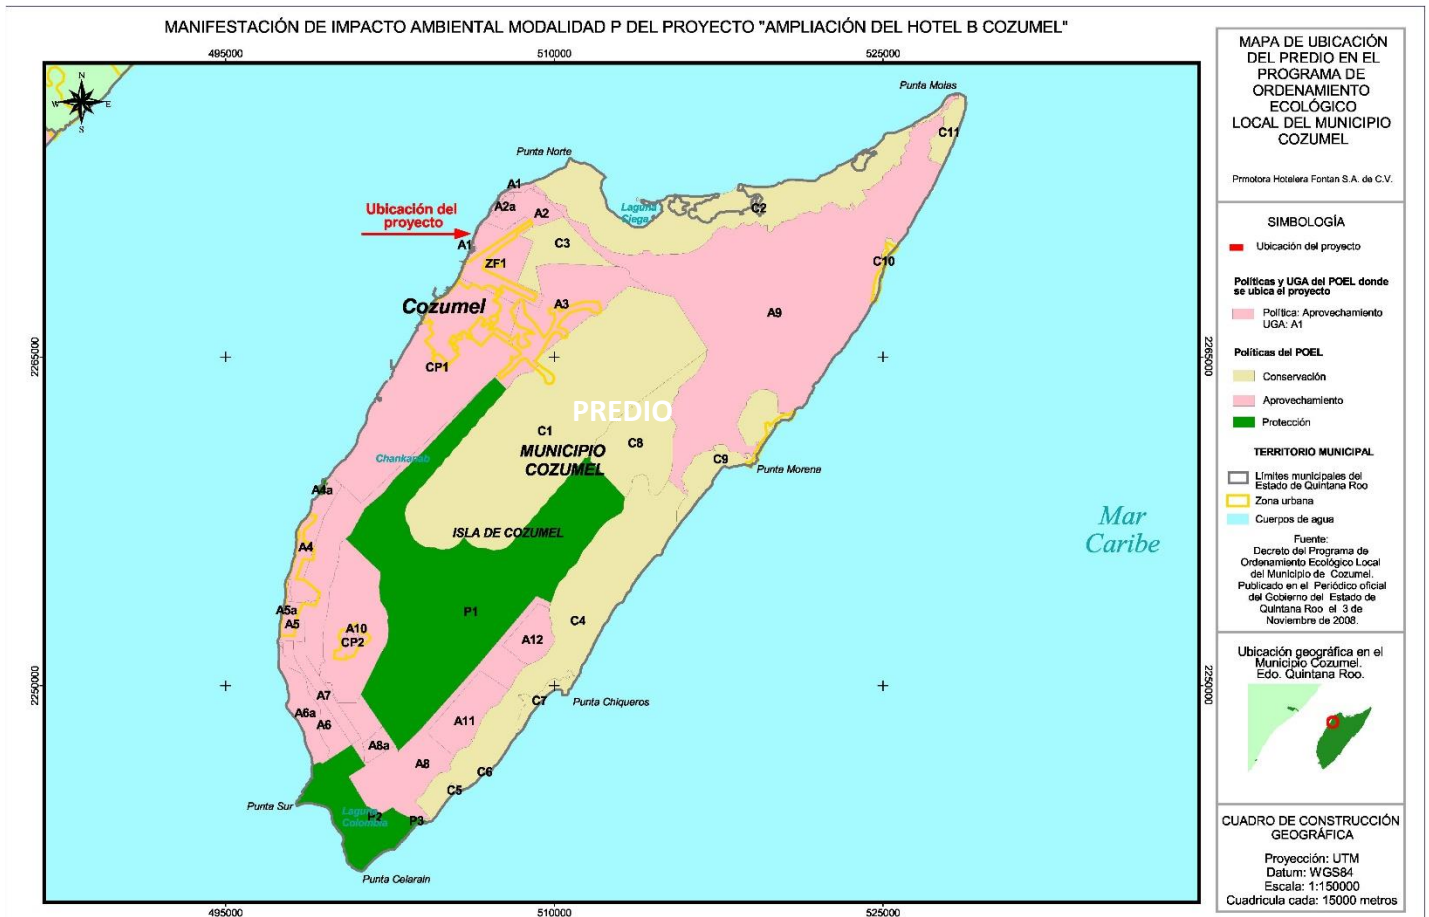 MANIFESTACIÓN DE IMPACTO AMBIENTAL MODALIDAD P DEL PROYECTO "AMPLIACIÓN DEL HOTEL B COZUMEL"
495000
510000
525000
N
W
E
S
Punta Molas
C11
Punta Norte
A1
A2a
A2
Laguna
Ciega
C2
Ubicación del
proyecto
A1
C3
ZF1
C10
Cozumel
A3
A9
2265000
2265000
CP1
PREDIO
C1
C8
MUNICIPIO
COZUMEL
Chankanab
C9
Punta Morena
A4a
Mar
Caribe
ISLA DE COZUMEL
A4
A5a
A5
P1
C4
A10
CP2
A12
2250000
2250000
A7
C7
Punta Chiqueros
A6a
A6
A11
A8a
A8
C6
C5
Punta Sur
Laguna
Colombia
P2
P3
Punta Celarain
495000
510000
525000
MAPA DE UBICACIÓN
DEL PREDIO EN EL
PROGRAMA DE
ORDENAMIENTO
ECOLÓGICO
LOCAL DEL MUNICIPIO
COZUMEL
Prmotora Hotelera Fontan S.A. de C.V.
SIMBOLOGÍA
Ubicación del proyecto
Políticas y UGA del POEL donde
se ubica el proyecto
Política: Aprovechamiento
UGA: A1
Políticas del POEL
Conservación
Aprovechamiento
Protección
TERRITORIO MUNICIPAL
Límites municipales del
Estado de Quintana Roo
Zona urbana
Cuerpos de agua
Fuente:
Decreto del Programa de
Ordenamiento Ecológico Local
del Municipio de Cozumel.
Publicado en el Periódico oficial
del Gobierno del Estado de
Quintana Roo el 3 de
Noviembre de 2008.
Ubicación geográfica en el
Municipio Cozumel.
Edo. Quintana Roo.
CUADRO DE CONSTRUCCIÓN
GEOGRÁFICA
Proyección: UTM
Datum: WGS84
Escala: 1:150000
Cuadricula cada: 15000 metros